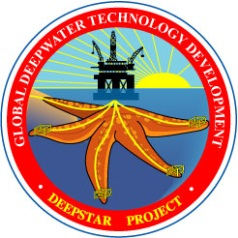 GLOBAL DEEPWATER TECHNOLOGY DEVELOPMENT
• DEEPSTAR PROJECT •